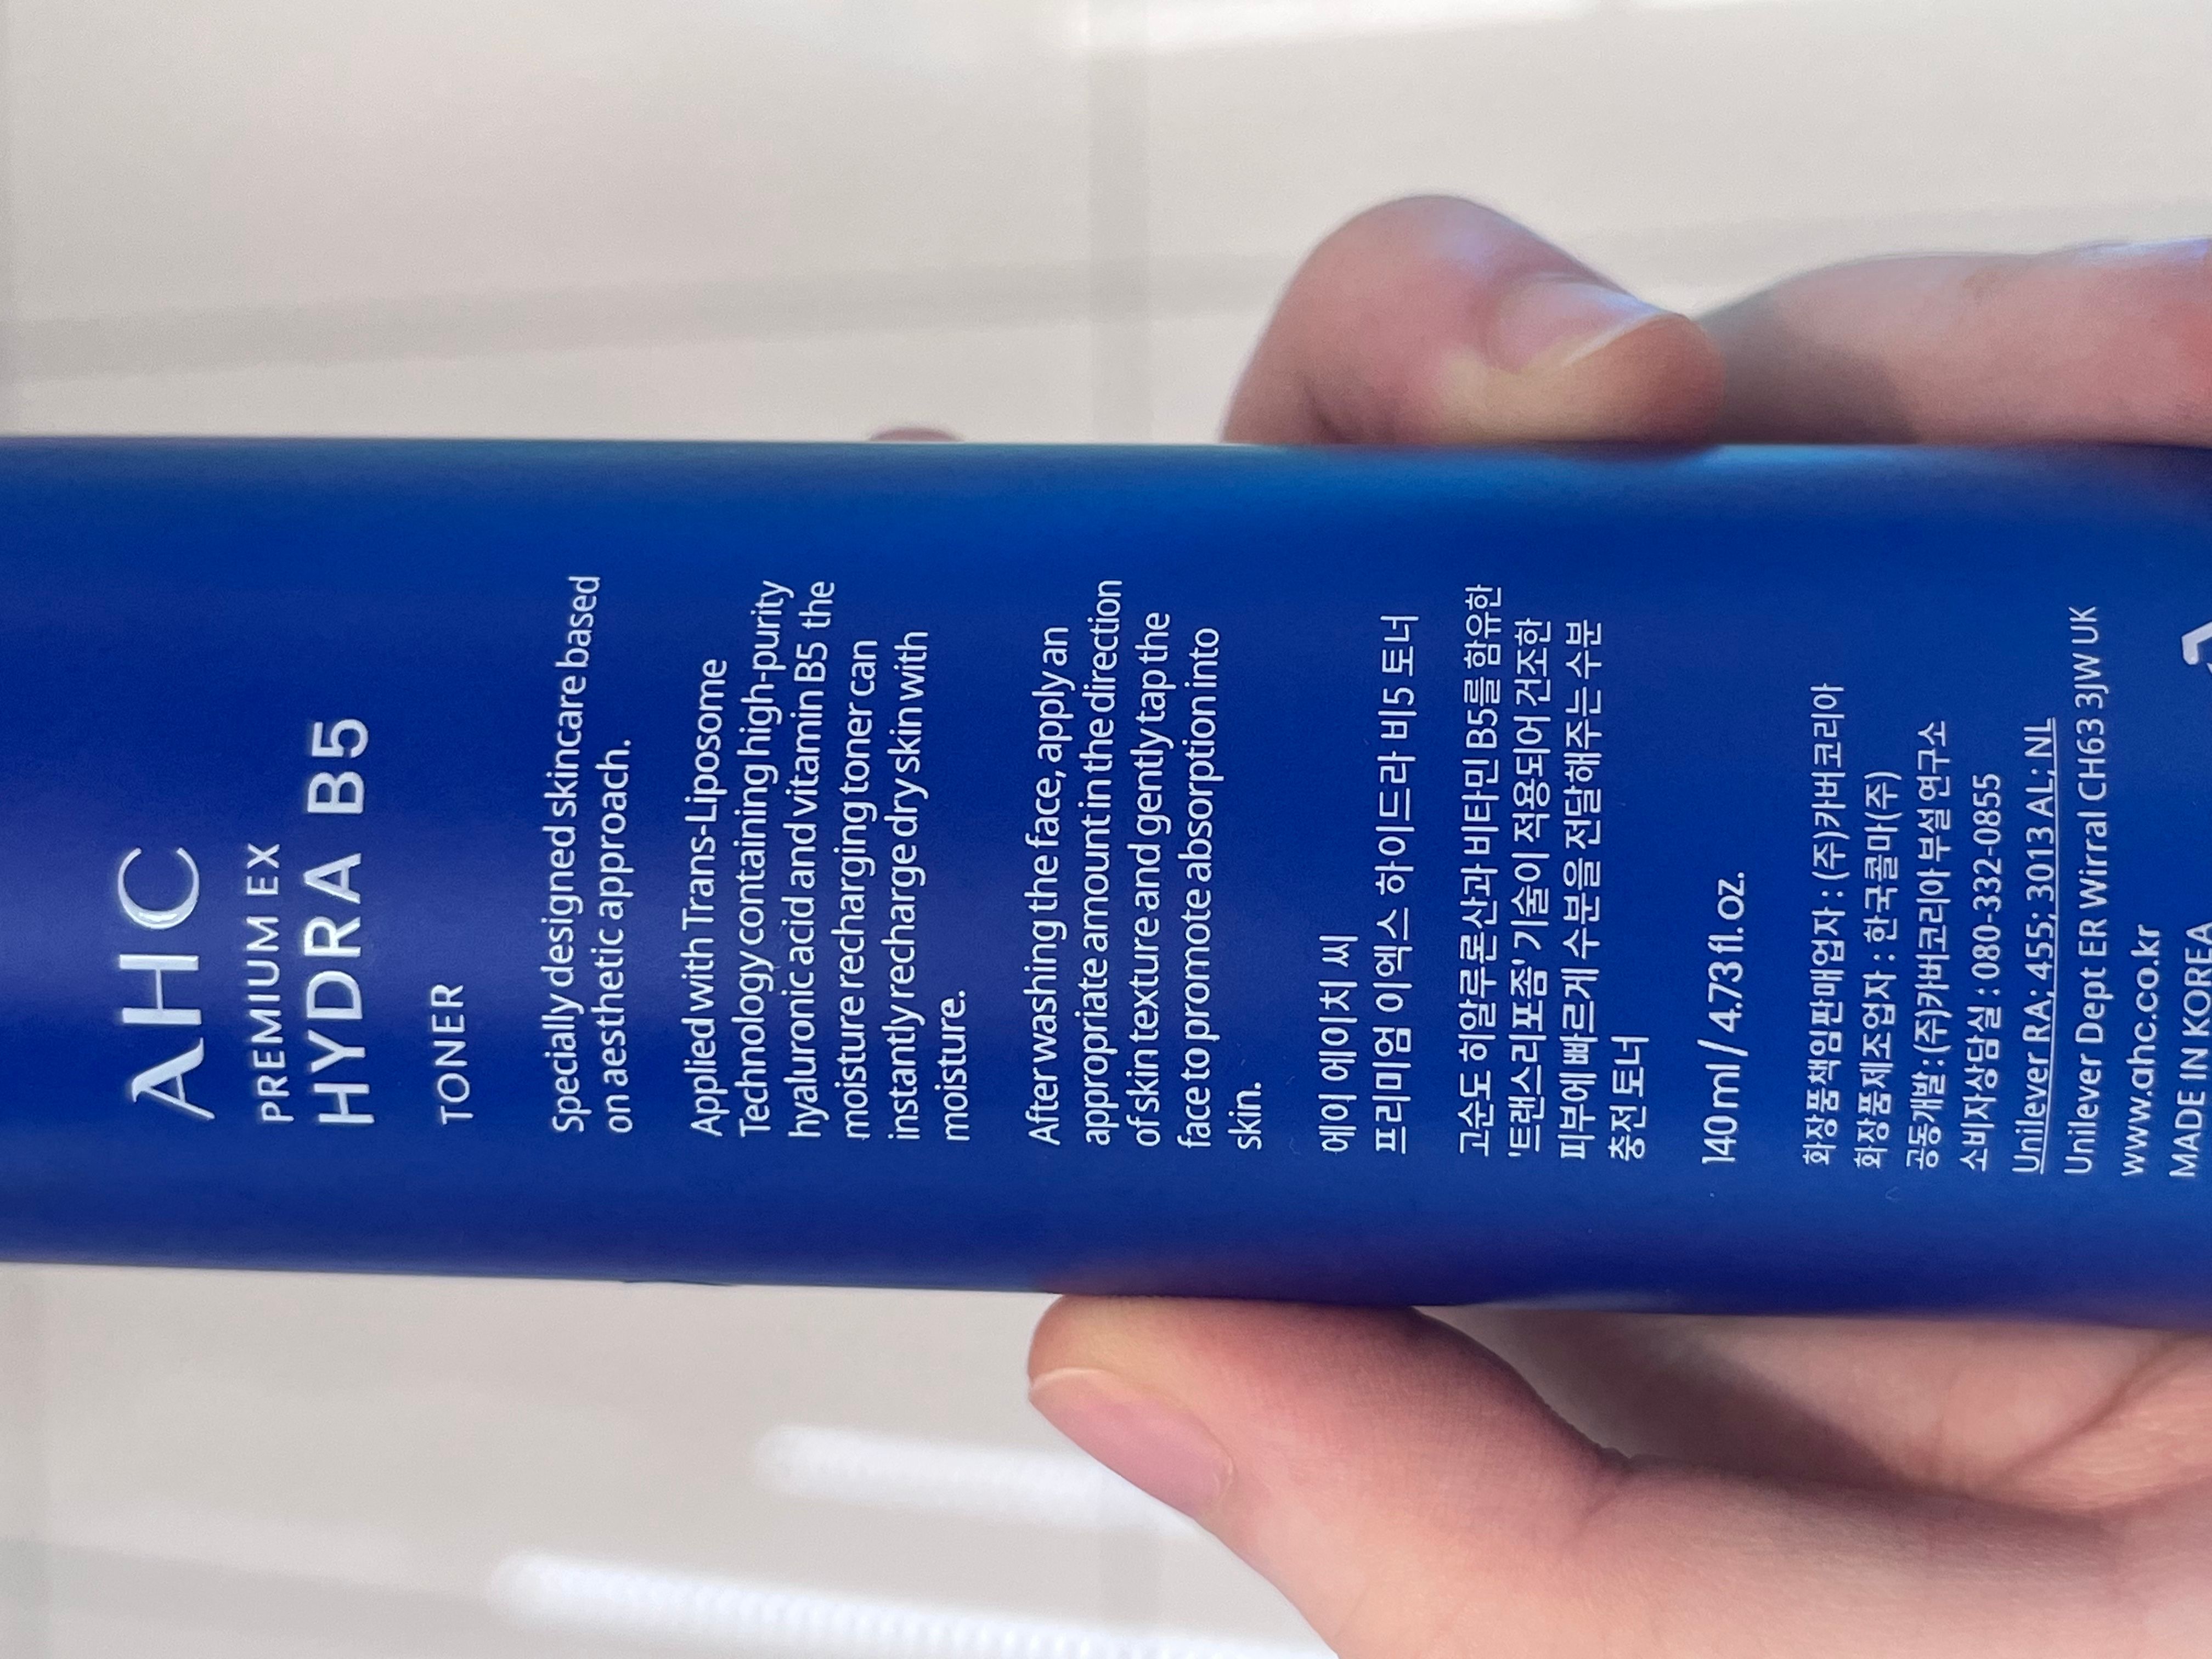 AHC
PREMIUM EX
HYDRA B5
TONER
Specially designed skincare based
on aesthetic approach.
Applied with Trans-Liposome
Technology containing high-purity
hyaluronic acid and vitamin B5 the
moisture recharging toner can
instantly recharge dry skin with
moisture.
After washing the face, apply an
appropriate amount in the direction
of skin texture and gently tap the
face to promote absorption into
skin.
에이 에이치 씨
프리미엄 이엑스 하이드라 비5 토너
고순도 히알루론산과 비타민 B5를 함유한
'트랜스리포좀' 기술이 적용되어 건조한
피부에 빠르게 수분을 전달해주는 수분
충전 토너
140 ml / 4.73 fl. oz.
화장품책임판매업자 : (주)카버코리아
화장품제조업자 : 한국콜마(주)
공동개발 : (주)카버코리아 부설 연구소
소비자상담실 : 080-332-0855
Unilever RA; 455; 3013 AL; NL
Unilever Dept ER Wirral CH63 3JW UK
www.ahc.co.kr
MADE IN KOREA